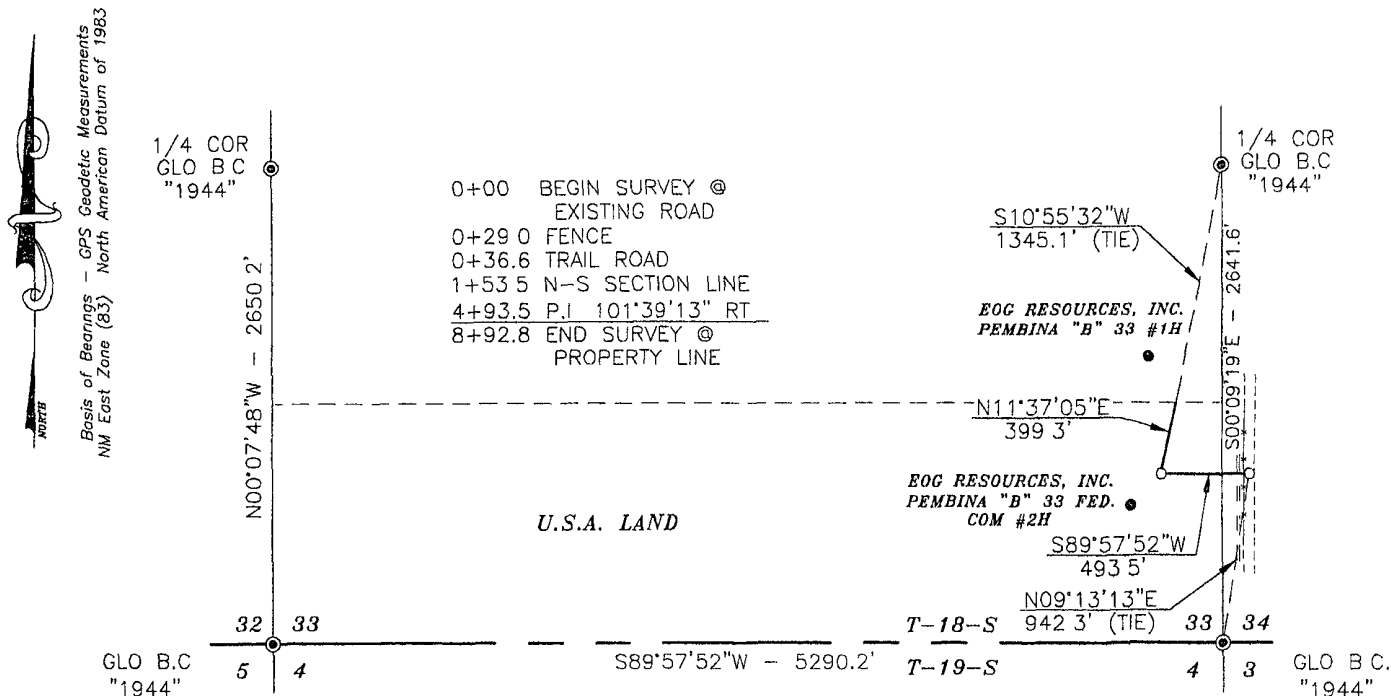 Basis of Bearings - GPS Geodetic Measurements
NM East Zone (83) North American Datum of 1983
NORTH
1/4 COR
GLO B C
"1944"
0+00 BEGIN SURVEY @
EXISTING ROAD
0+29 0 FENCE
0+36.6 TRAIL ROAD
1+53 5 N-S SECTION LINE
4+93.5 P.I 101°39'13" RT
8+92.8 END SURVEY @
PROPERTY LINE
1/4 COR
GLO B.C
"1944"
S10°55'32"W
1345.1' (TIE)
S00°09'19"E - 2641.6'
EOG RESOURCES, INC.
PEMBINA "B" 33 #1H
N11°37'05"E
399 3'
N00°07'48"W - 2650 2'
EOG RESOURCES, INC.
PEMBINA "B" 33 FED.
COM #2H
U.S.A. LAND
S89°57'52"W
493 5'
N09°13'13"E
942 3' (TIE)
32 33
T-18-S
33 34
GLO B.C
"1944"
5 4
S89°57'52"W - 5290.2'
T-19-S
4 3
GLO B C.
"1944"